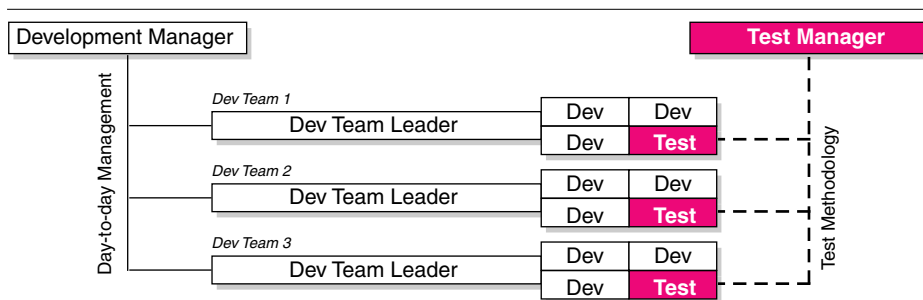 Development Manager
Test Manager
Day-to-day Management
Dev Team 1
Dev Team Leader
Dev Dev
Dev Test
Dev Team 2
Dev Team Leader
Dev Dev
Dev Test
Dev Team 3
Dev Team Leader
Dev Dev
Dev Test
Test Methodology